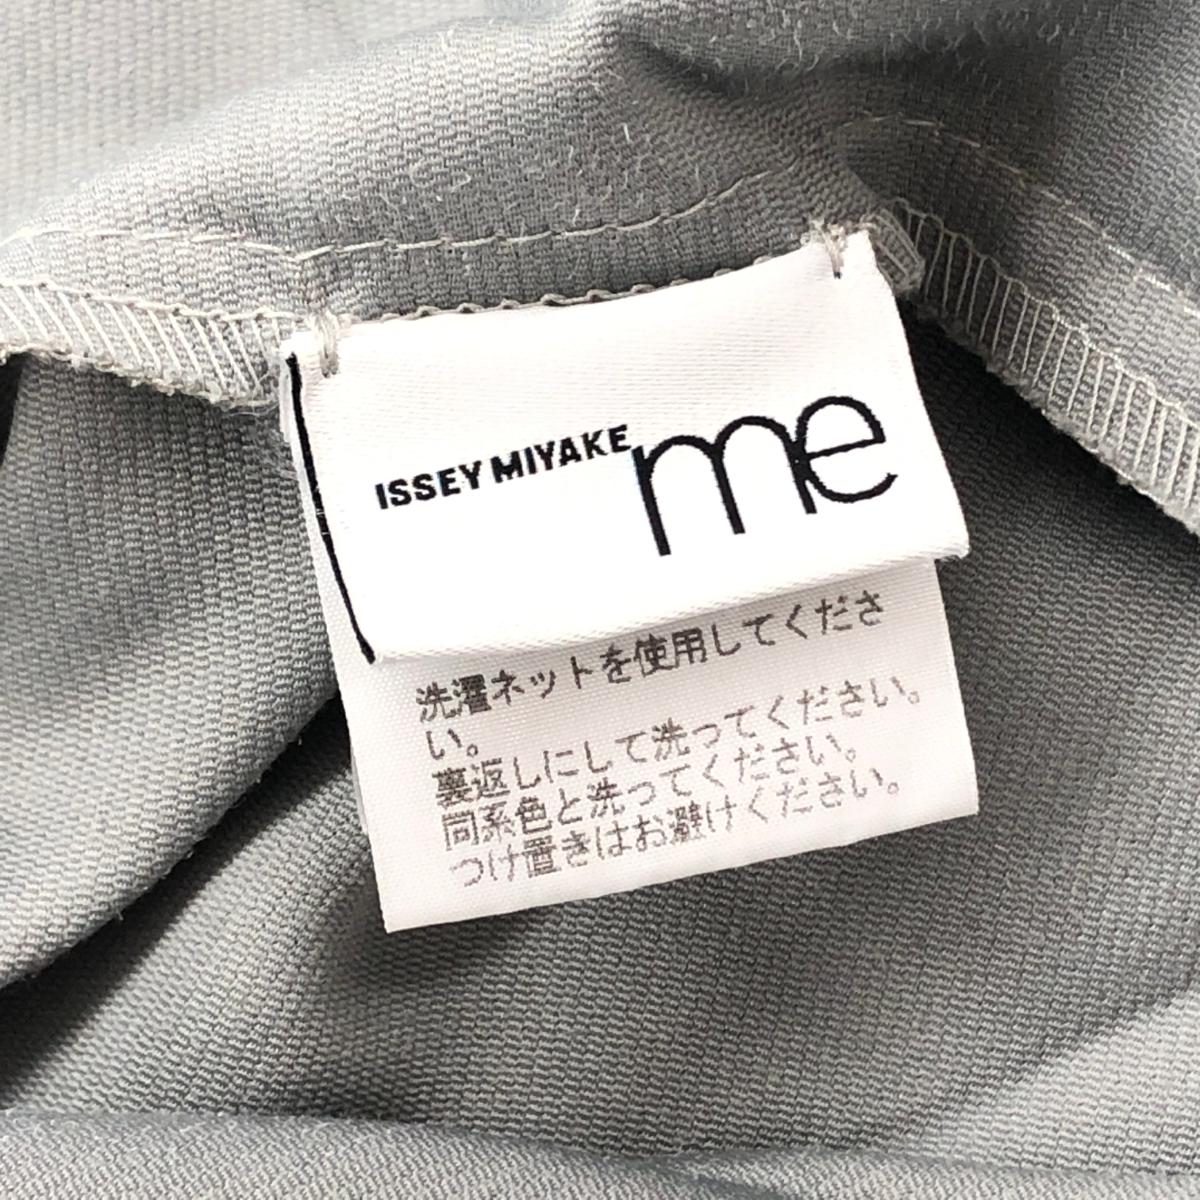 ISSEY MIYAKE me
洗濯ネットを使用してくださ
い。
裏返しにして洗ってください。
同系色と洗ってください。
つけ置きはお避けください。